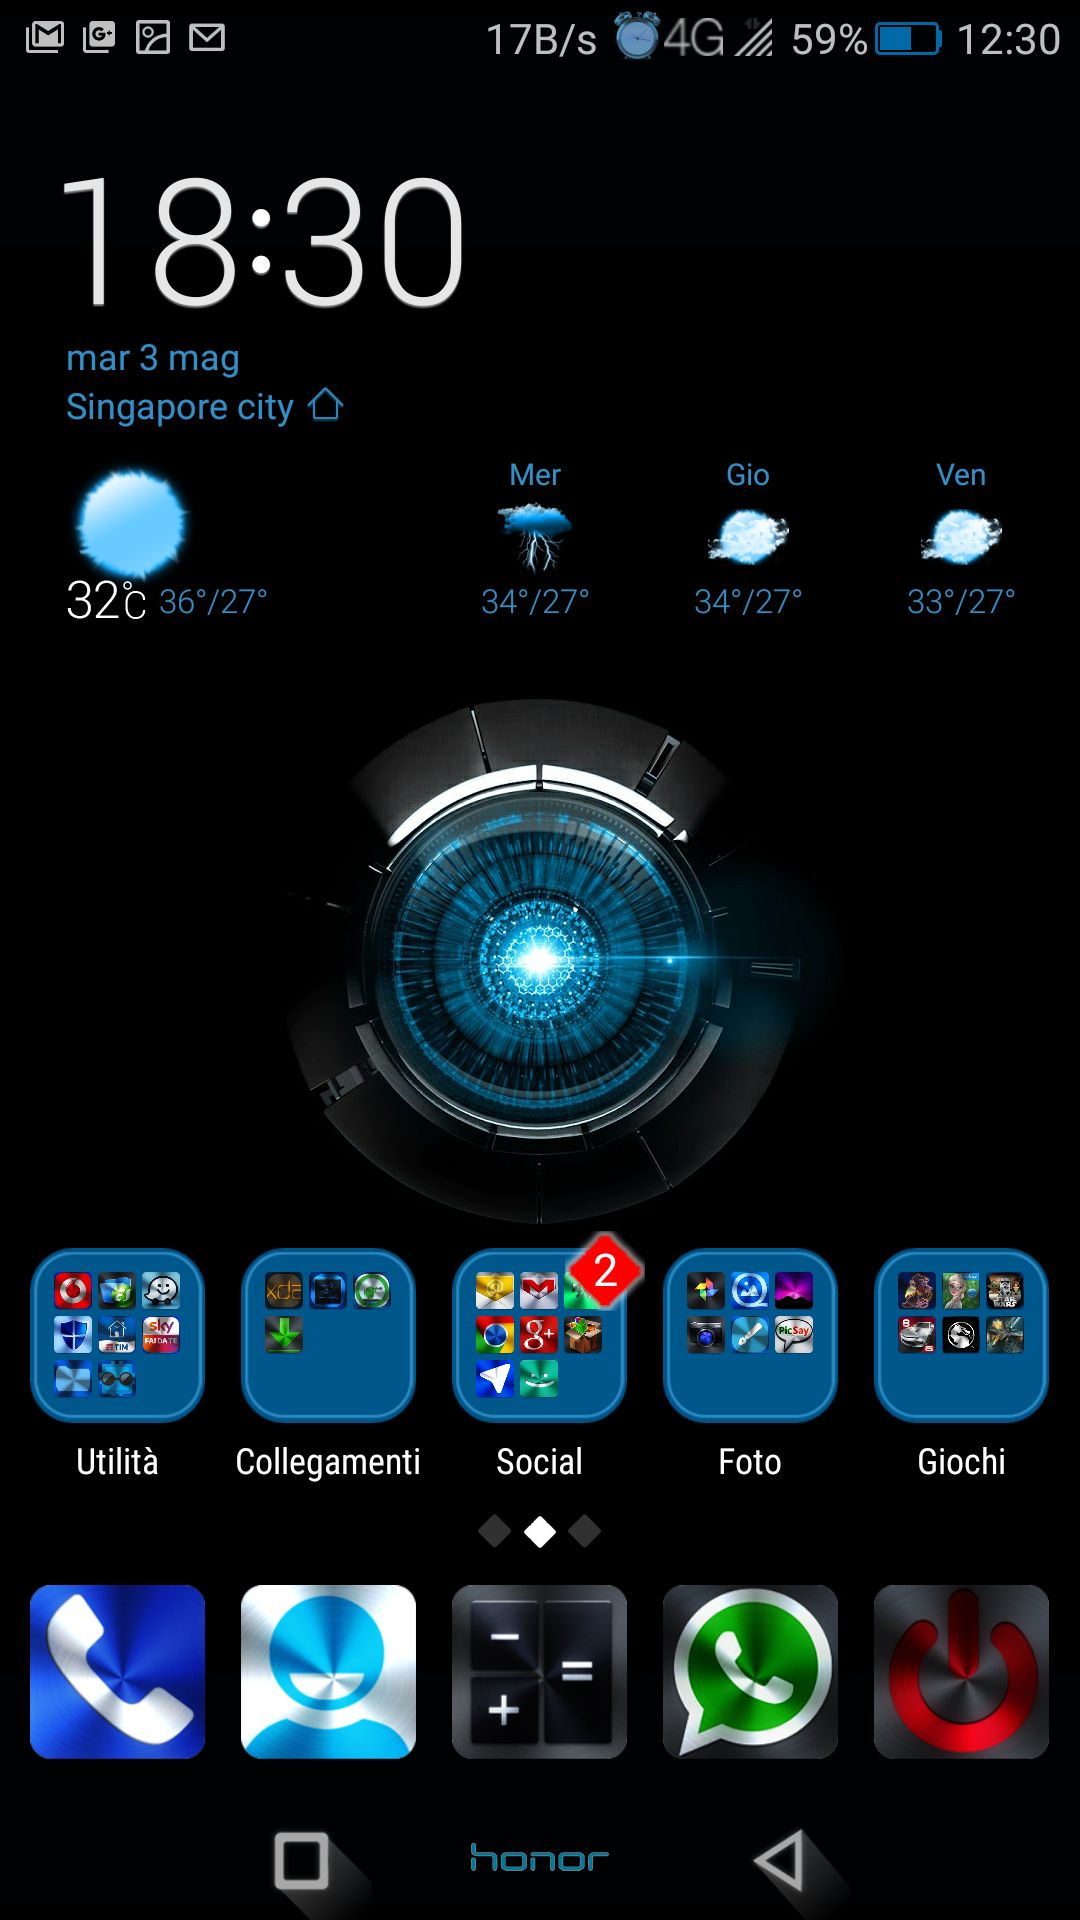 17B/s 4G 59% 12:30
18:30
mar 3 mag
Singapore city
Mer Gio Ven
32°C 36°/27° 34°/27° 34°/27° 33°/27°
2
Utilità Collegamenti Social Foto Giochi
honor